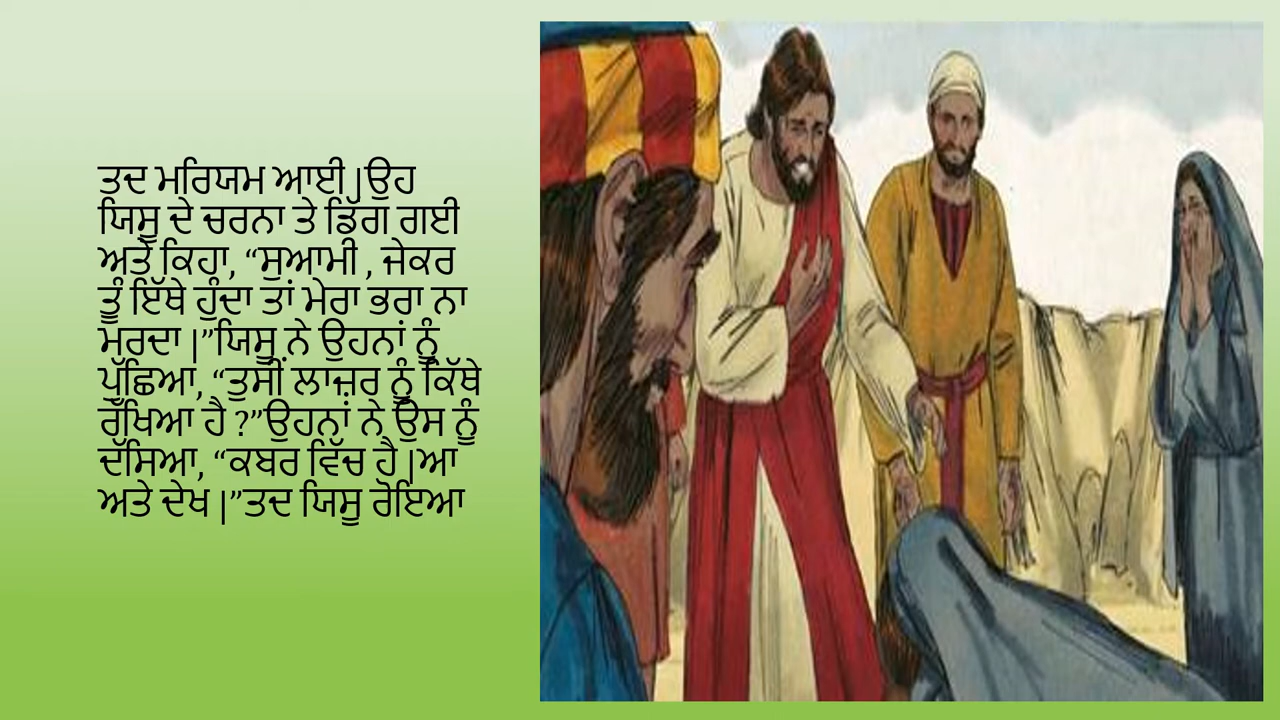 ਤਦ ਮਰਿਯਮ ਆਈ |ਉਹ
ਯਿਸੂ ਦੇ ਚਰਨਾ ਤੇ ਡਿੱਗ ਗਈ
ਅਤੇ ਕਿਹਾ, “ਸੁਆਮੀ , ਜੇਕਰ
ਤੂੰ ਇੱਥੇ ਹੁੰਦਾ ਤਾਂ ਮੇਰਾ ਭਰਾ ਨਾ
ਮਰਦਾ |”ਯਿਸੂ ਨੇ ਉਹਨਾਂ ਨੂੰ
ਪੁੱਛਿਆ, “ਤੁਸੀਂ ਲਾਜ਼ਰ ਨੂੰ ਕਿੱਥੇ
ਰੱਖਿਆ ਹੈ ?”ਉਹਨਾਂ ਨੇ ਉਸ ਨੂੰ
ਦੱਸਿਆ, “ਕਬਰ ਵਿੱਚ ਹੈ |ਆ
ਅਤੇ ਦੇਖ |”ਤਦ ਯਿਸੂ ਰੋਇਆ